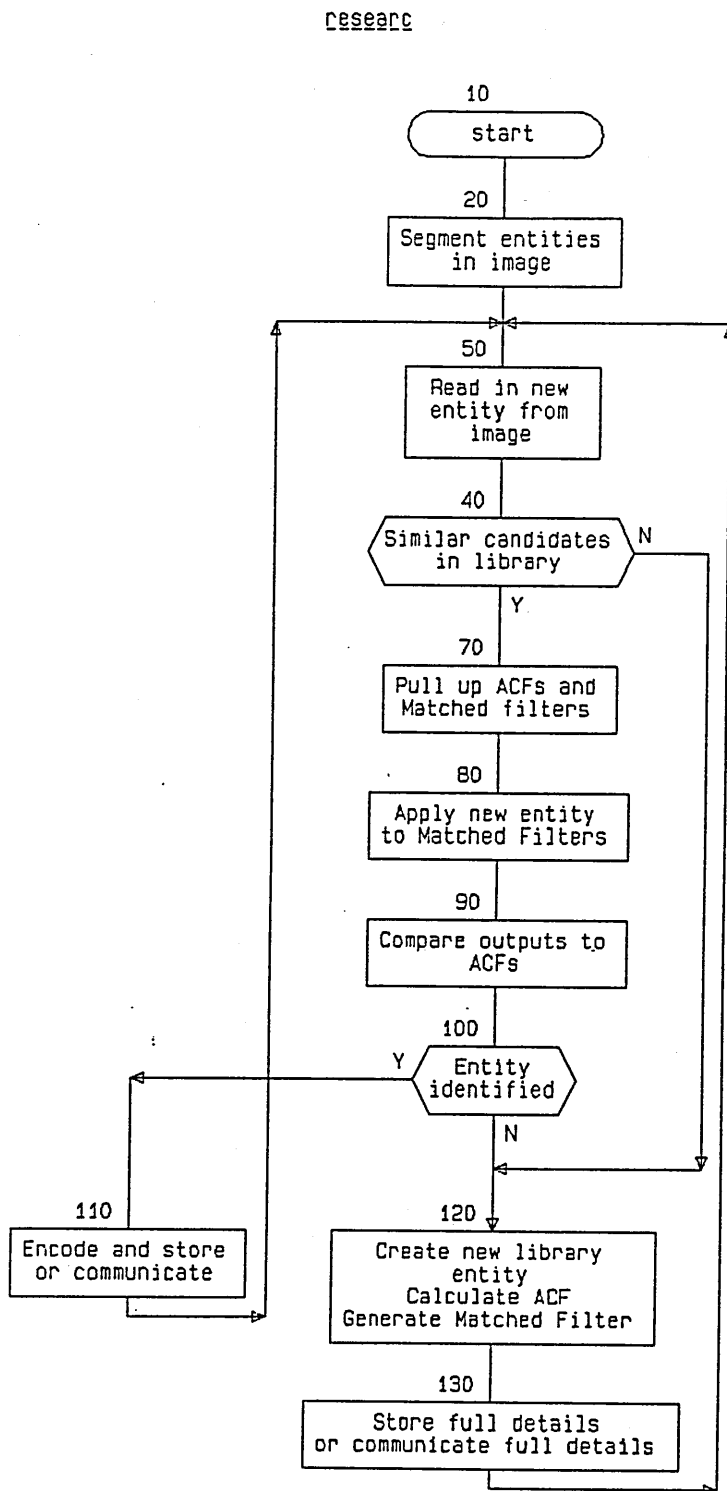 researc
10
start
20
Segment entities
in image
50
Read in new
entity from
image
40
Similar candidates
in library
N
Y
70
Pull up ACFs and
Matched filters
80
Apply new entity
to Matched Filters
90
Compare outputs to
ACFs
100
Entity
identified
Y
N
110
Encode and store
or communicate
120
Create new library
entity
Calculate ACF
Generate Matched Filter
130
Store full details
or communicate full details